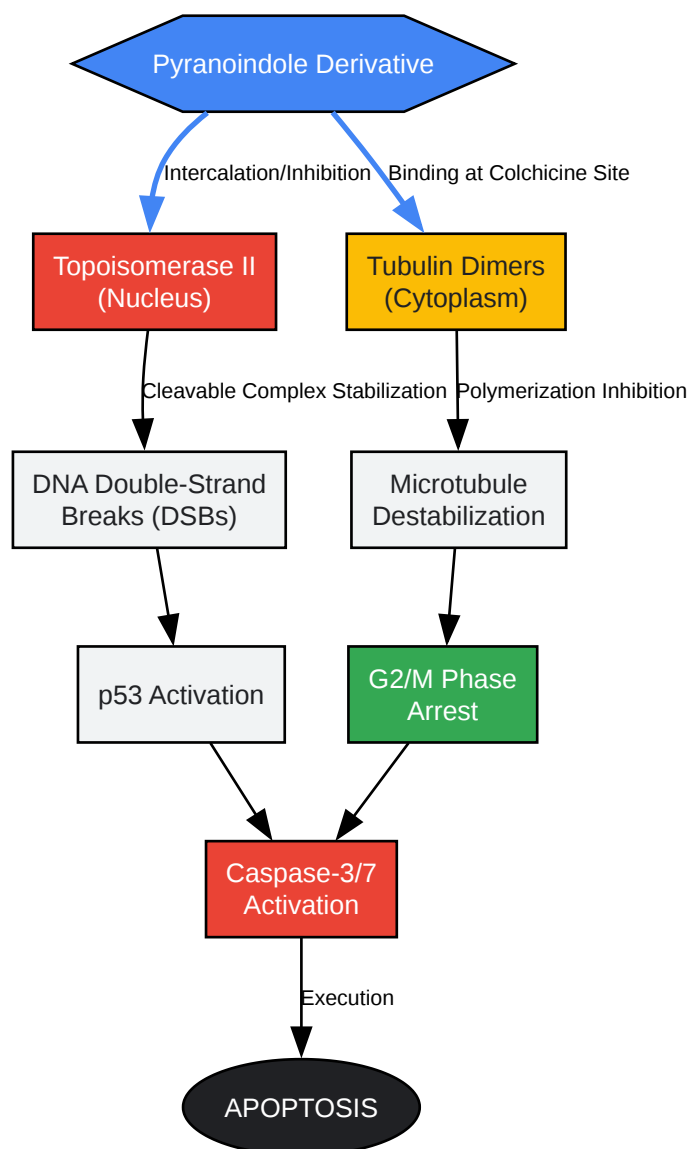 Pyranoindole Derivative
Intercalation/Inhibition
Binding at Colchicine Site
Topoisomerase II
(Nucleus)
Tubulin Dimers
(Cytoplasm)
Cleavable Complex Stabilization
Polymerization Inhibition
DNA Double-Strand
Breaks (DSBs)
Microtubule
Destabilization
p53 Activation
G2/M Phase
Arrest
Caspase-3/7
Activation
Execution
APOPTOSIS